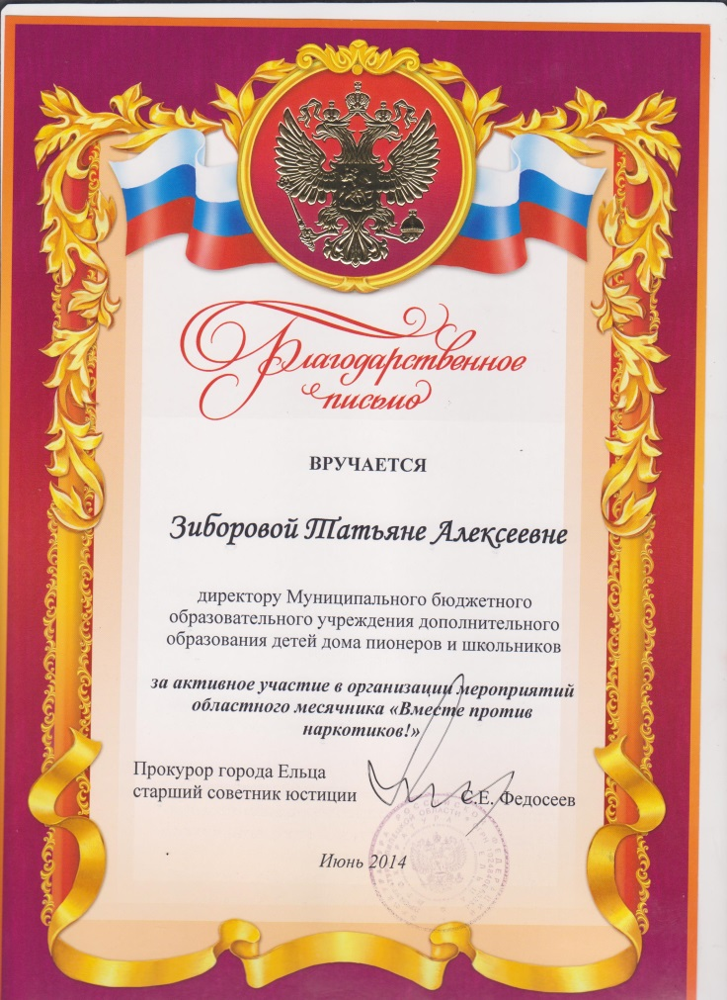 Благодарственное
письмо
ВРУЧАЕТСЯ
Зиборовой Татьяне Алексеевне
директору Муниципального бюджетного
образовательного учреждения дополнительного
образования детей дома пионеров и школьников
за активное участие в организации мероприятий
областного месячника «Вместе против
наркотиков!»
Прокурор города Ельца
старший советник юстиции С.Е. Федосеев
Июнь 2014